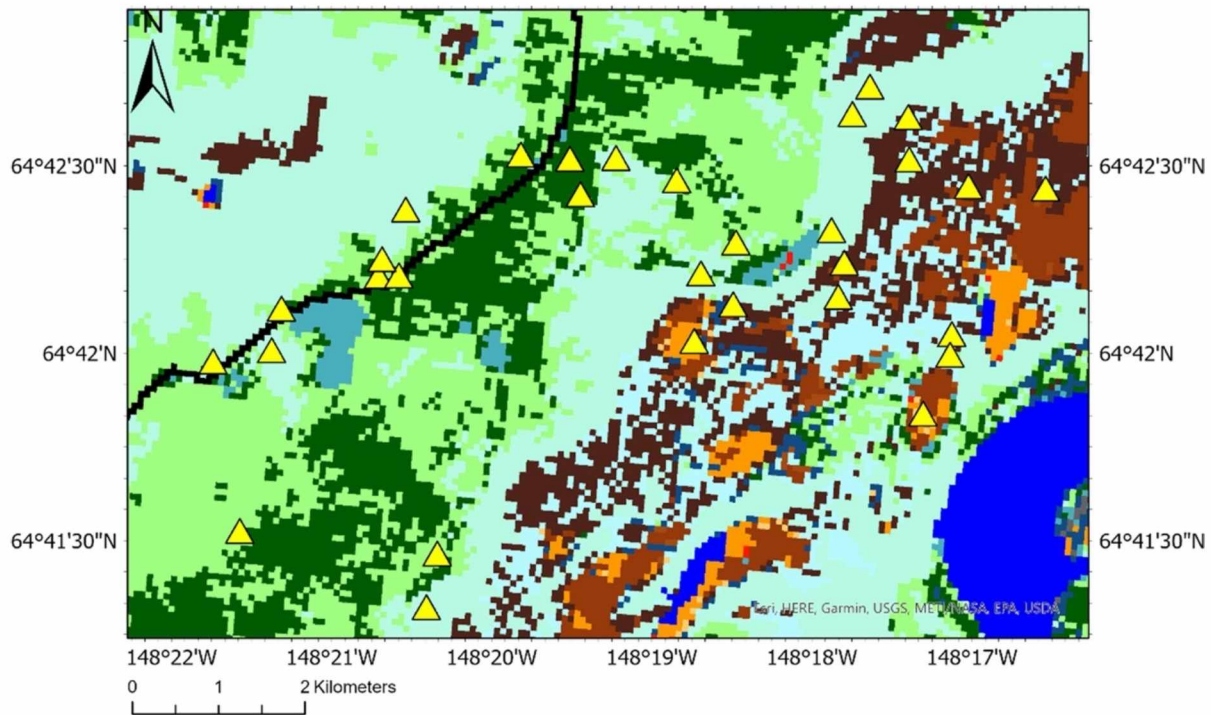 N
64°42'30"N
64°42'30"N
64°42'N
64°42'N
64°41'30"N
64°41'30"N
Esri, HERE, Garmin, USGS, METI/NASA, EPA, USDA
148°22'W 148°21'W 148°20'W 148°19'W 148°18'W 148°17'W
0 1 2 Kilometers